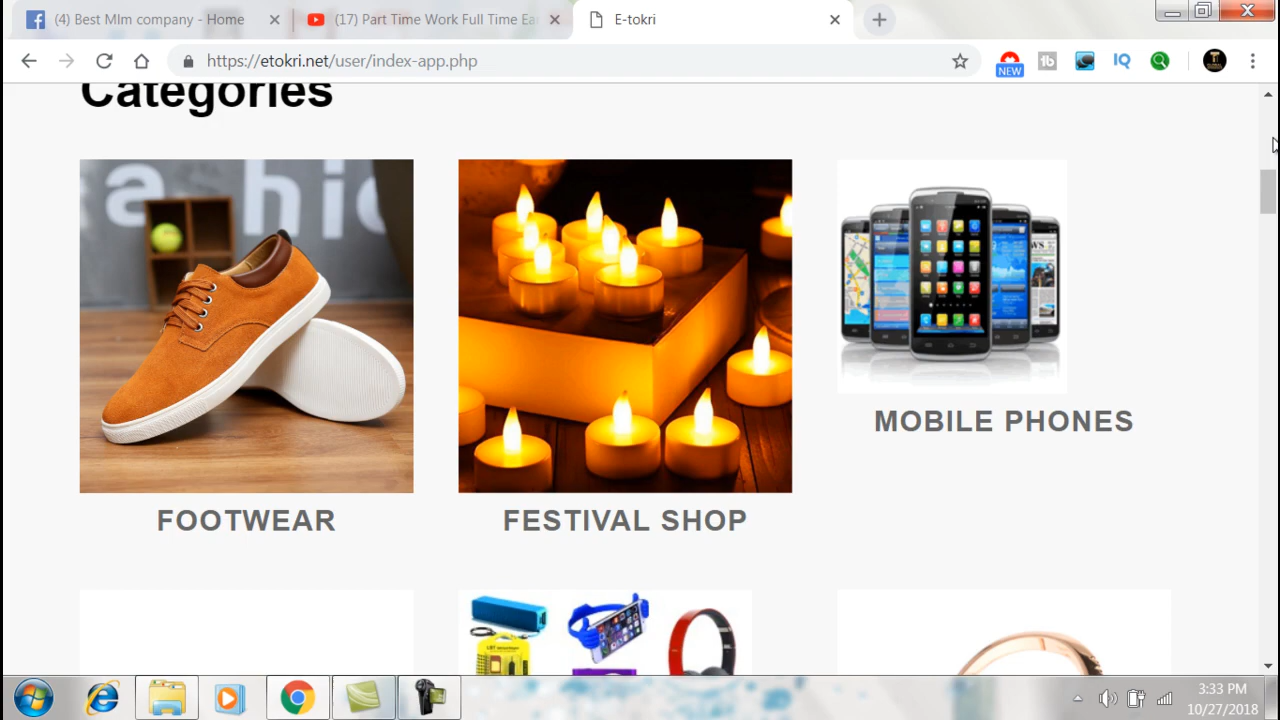 (4) Best Mlm company - Home
(17) Part Time Work Full Time Ea
E-tokri
https://etokri.net/user/index-app.php
NEW
IQ
Categories
FOOTWEAR
FESTIVAL SHOP
MOBILE PHONES
3:33 PM
10/27/2018